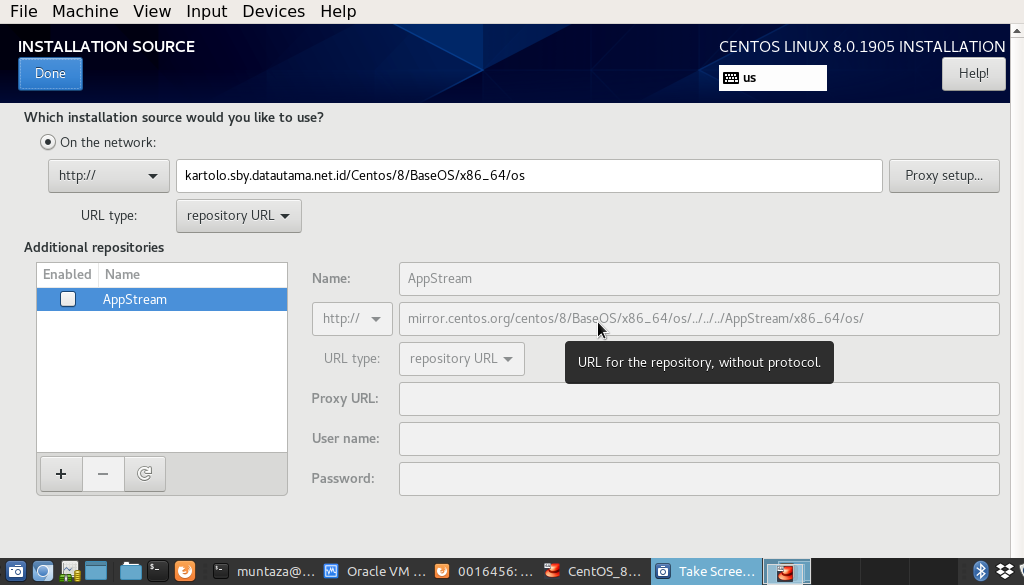 File Machine View Input Devices Help
INSTALLATION SOURCE
CENTOS LINUX 8.0.1905 INSTALLATION
Done
us
Help!
Which installation source would you like to use?
On the network:
http://
kartolo.sby.datautama.net.id/Centos/8/BaseOS/x86_64/os
Proxy setup...
URL type:
repository URL
Additional repositories
Enabled Name
AppStream
Name:
AppStream
http://
mirror.centos.org/centos/8/BaseOS/x86_64/os/../../../AppStream/x86_64/os/
URL type:
repository URL
URL for the repository, without protocol.
Proxy URL:
User name:
Password:
muntaza@... Oracle VM ... 0016456: ... CentOS_8... Take Scree...